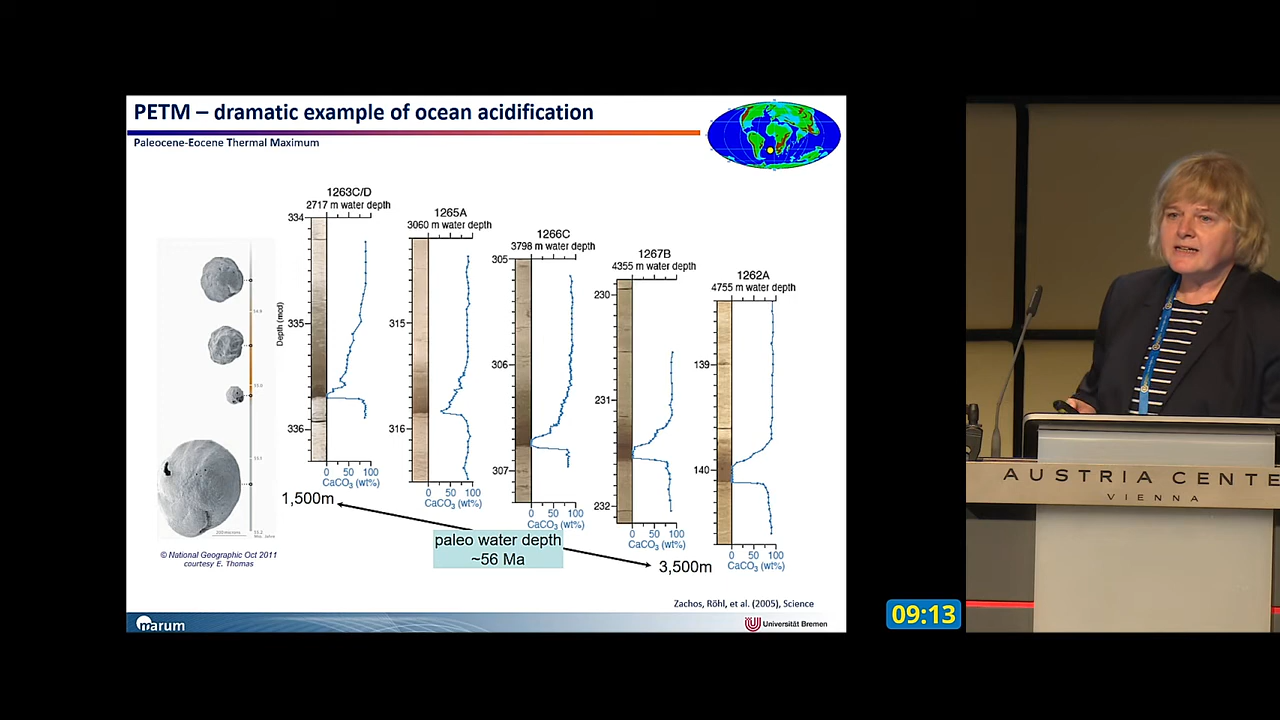 PETM – dramatic example of ocean acidification
Paleocene-Eocene Thermal Maximum
1263C/D
2717 m water depth
1265A
3060 m water depth
1266C
3798 m water depth
1267B
4355 m water depth
1262A
4755 m water depth
Depth (mcd)
334
335
336
0 50 100
CaCO3 (wt%)
315
316
0 50 100
CaCO3 (wt%)
305
306
307
0 50 100
CaCO3 (wt%)
230
231
232
0 50 100
CaCO3 (wt%)
139
140
0 50 100
CaCO3 (wt%)
1,500m
paleo water depth
~56 Ma
3,500m
© National Geographic Oct 2011
courtesy E. Thomas
Zachos, Röhl, et al. (2005), Science
marum
Universität Bremen
09:13
AUSTRIA CENTE
VIENNA